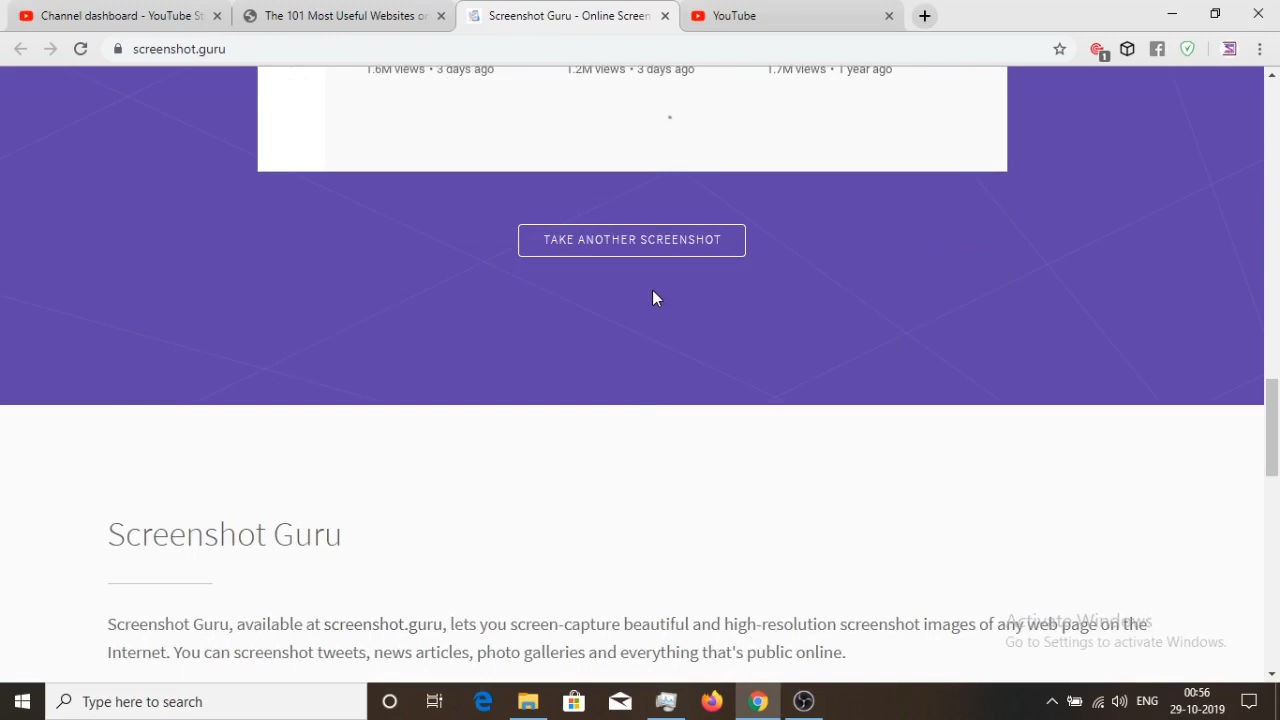 Channel dashboard - YouTube St
The 101 Most Useful Websites on
Screenshot Guru - Online Screen
YouTube
screenshot.guru
1
1.6M views • 3 days ago
1.2M views • 3 days ago
1.7M views • 1 year ago
TAKE ANOTHER SCREENSHOT
Screenshot Guru
Screenshot Guru, available at screenshot.guru, lets you screen-capture beautiful and high-resolution screenshot images of any web page on the
Internet. You can screenshot tweets, news articles, photo galleries and everything that's public online.
Activate Windows
Go to Settings to activate Windows.
Type here to search
ENG
00:56
29-10-2019